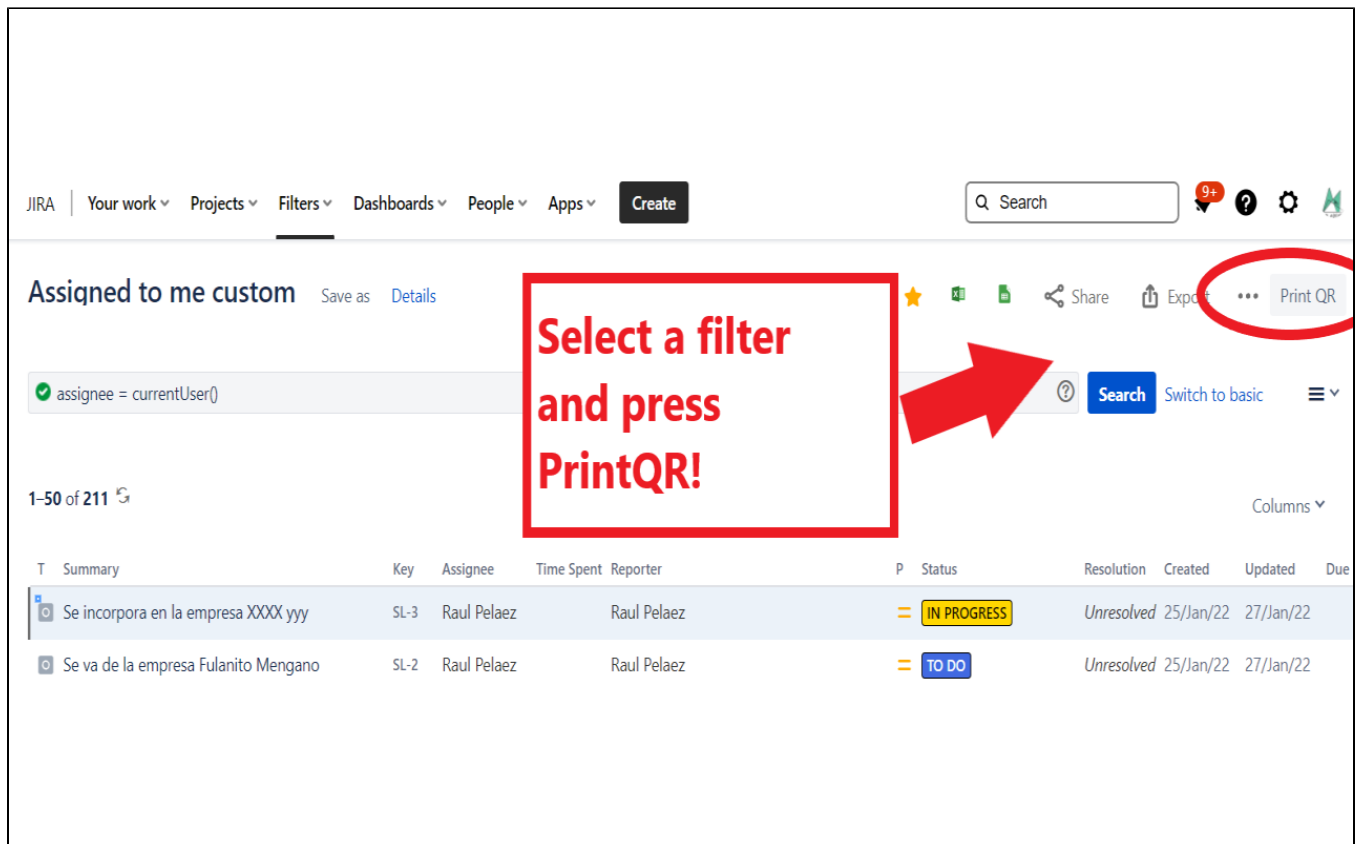 JIRA Your work Projects Filters Dashboards People Apps Create Search 9+
Assigned to me custom Save as Details Share Export ••• Print QR
Select a filter
and press
PrintQR!
assignee = currentUser() Search Switch to basic
1–50 of 211 Columns
T Summary Key Assignee Time Spent Reporter P Status Resolution Created Updated Due
Se incorpora en la empresa XXXX yyy SL-3 Raul Pelaez Raul Pelaez IN PROGRESS Unresolved 25/Jan/22 27/Jan/22
Se va de la empresa Fulanito Mengano SL-2 Raul Pelaez Raul Pelaez TO DO Unresolved 25/Jan/22 27/Jan/22